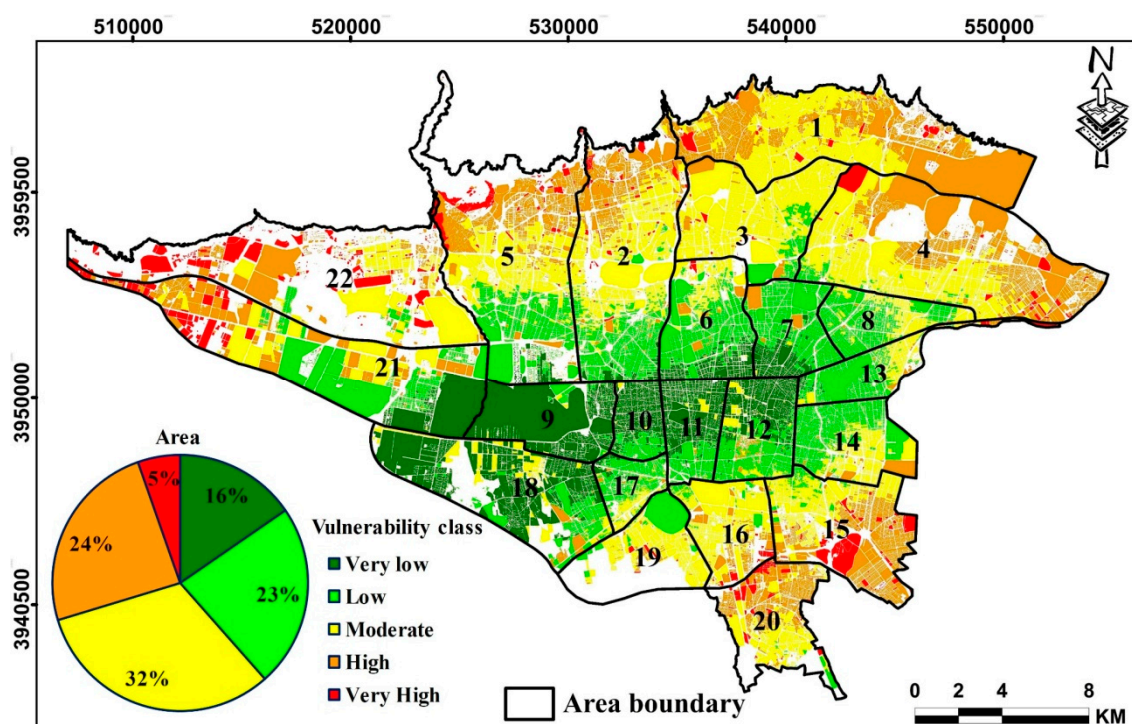 510000 520000 530000 540000 550000
N
3959500
3950000
3940500
1
2
3
4
5
6
7
8
9
10
11
12
13
14
15
16
17
18
19
20
21
22
Area
5%
16%
24%
23%
32%
Vulnerability class
Very low
Low
Moderate
High
Very High
Area boundary
0 2 4 8
KM